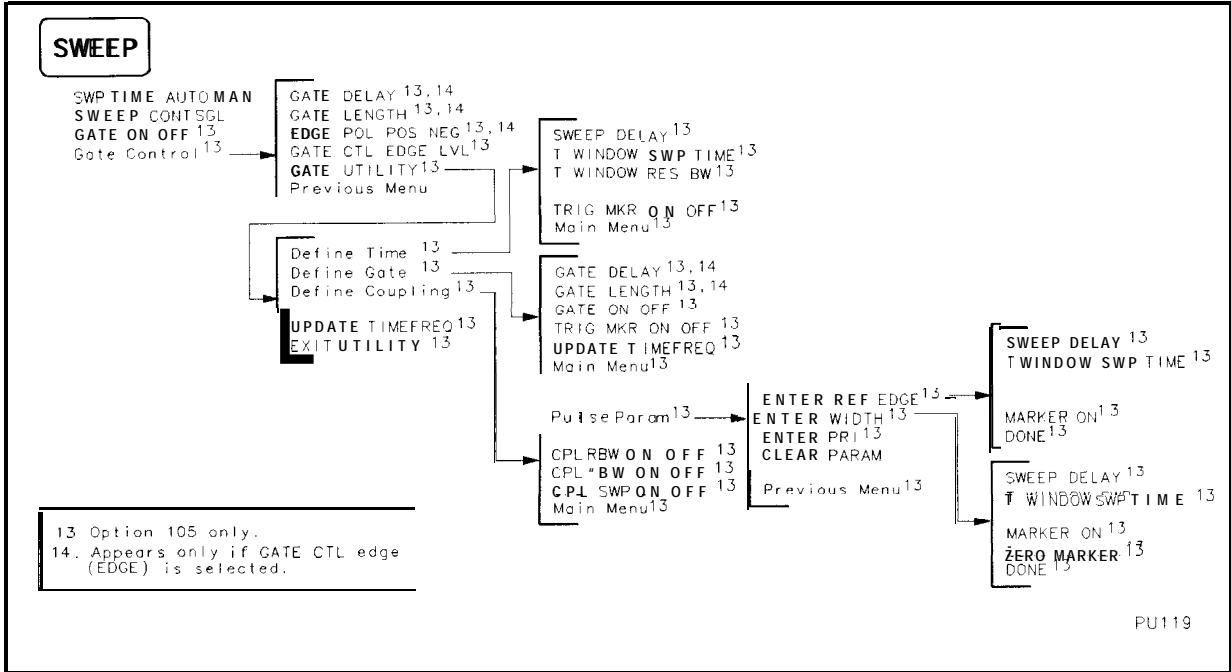 SWEEP
SWP TIME AUTO MAN
SWEEP CONT SGL
GATE ON OFF 13
Gate Control 13
GATE DELAY 13, 14
GATE LENGTH 13, 14
EDGE POL POS NEG 13, 14
GATE CTL EDGE LVL 13
GATE UTILITY 13
Previous Menu
SWEEP DELAY 13
T WINDOW SWP TIME 13
T WINDOW RES BW 13
TRIG MKR ON OFF 13
Main Menu 13
Define Time 13
Define Gate 13
Define Coupling 13
UPDATE TIMEFREQ 13
EXIT UTILITY 13
GATE DELAY 13, 14
GATE LENGTH 13, 14
GATE ON OFF 13
TRIG MKR ON OFF 13
UPDATE TIMEFREQ 13
Main Menu 13
Pulse Param 13
CPL RBW ON OFF 13
CPL "BW ON OFF 13
CPL SWP ON OFF 13
Main Menu 13
ENTER REF EDGE 13
ENTER WIDTH 13
ENTER PRI 13
CLEAR PARAM
Previous Menu 13
SWEEP DELAY 13
T WINDOW SWP TIME 13
MARKER ON 13
DONE 13
SWEEP DELAY 13
T WINDOW SWP TIME 13
MARKER ON 13
ZERO MARKER 13
DONE 13
13 Option 105 only.
14. Appears only if GATE CTL edge
(EDGE) is selected.
PU119